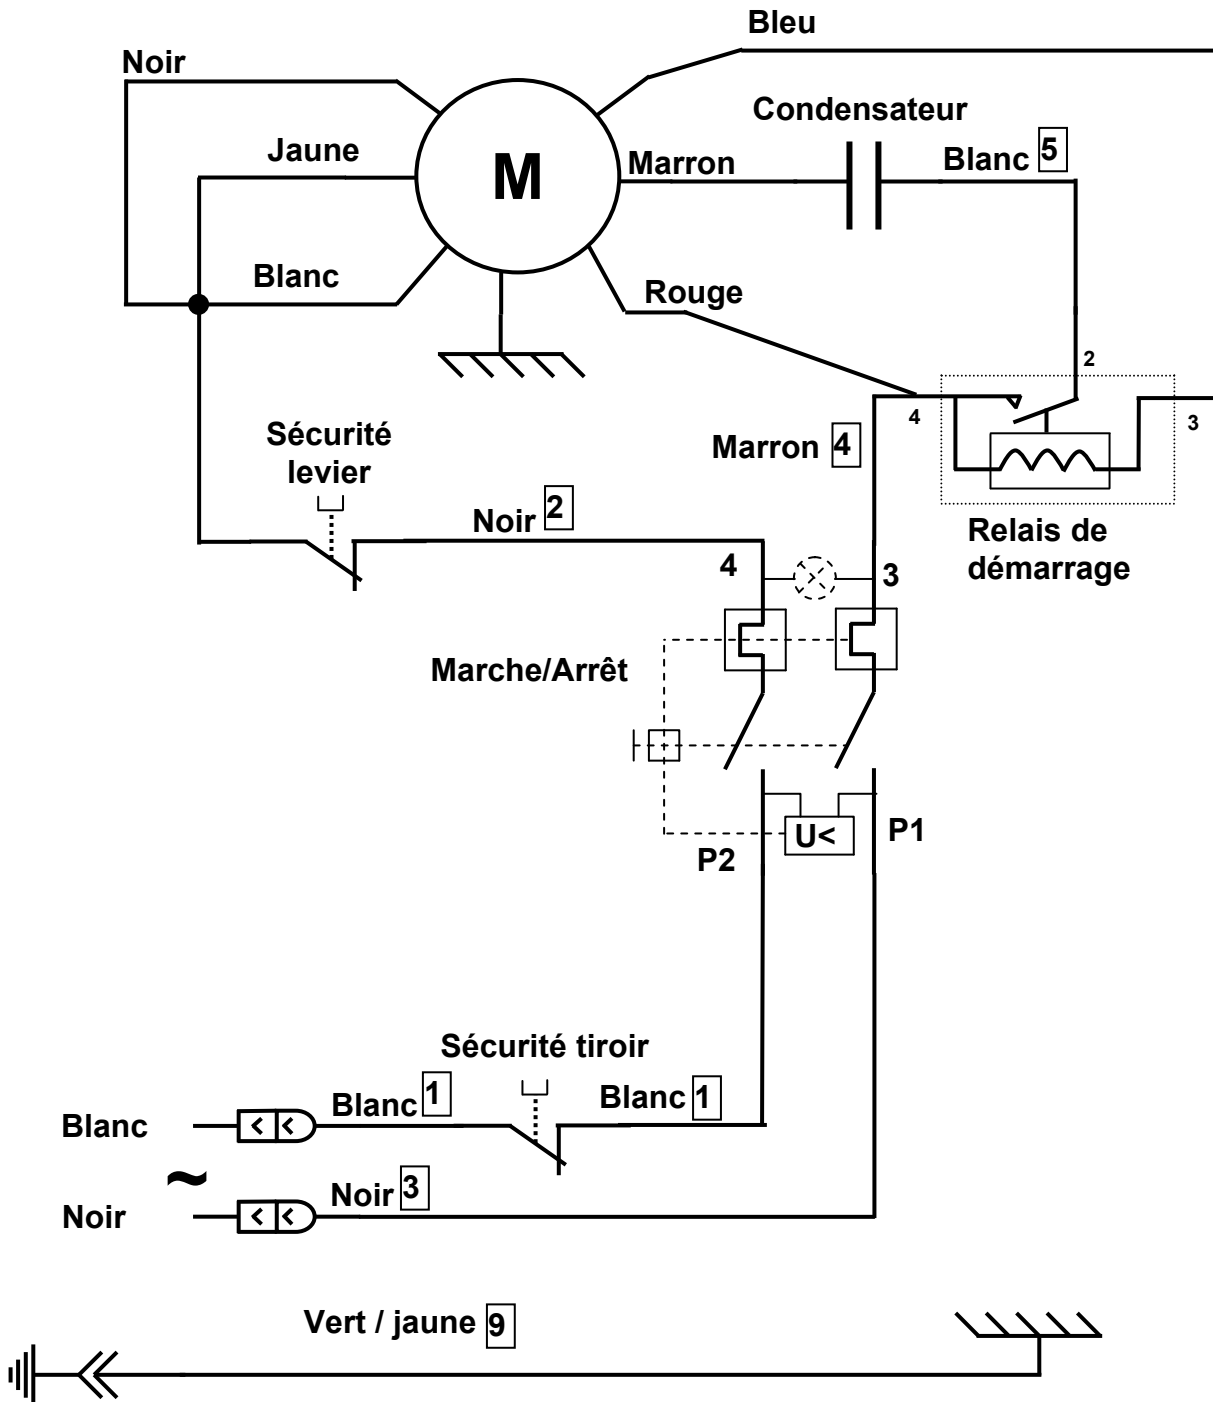 Bleu
Noir
Condensateur
Jaune
M
Marron
Blanc 5
Blanc
Rouge
2
4
3
Sécurité
levier
Marron 4
Noir 2
Relais de
démarrage
4
3
Marche/Arrêt
U<
P1
P2
Sécurité tiroir
Blanc
Blanc 1
Blanc 1
~
Noir
Noir 3
Vert / jaune 9